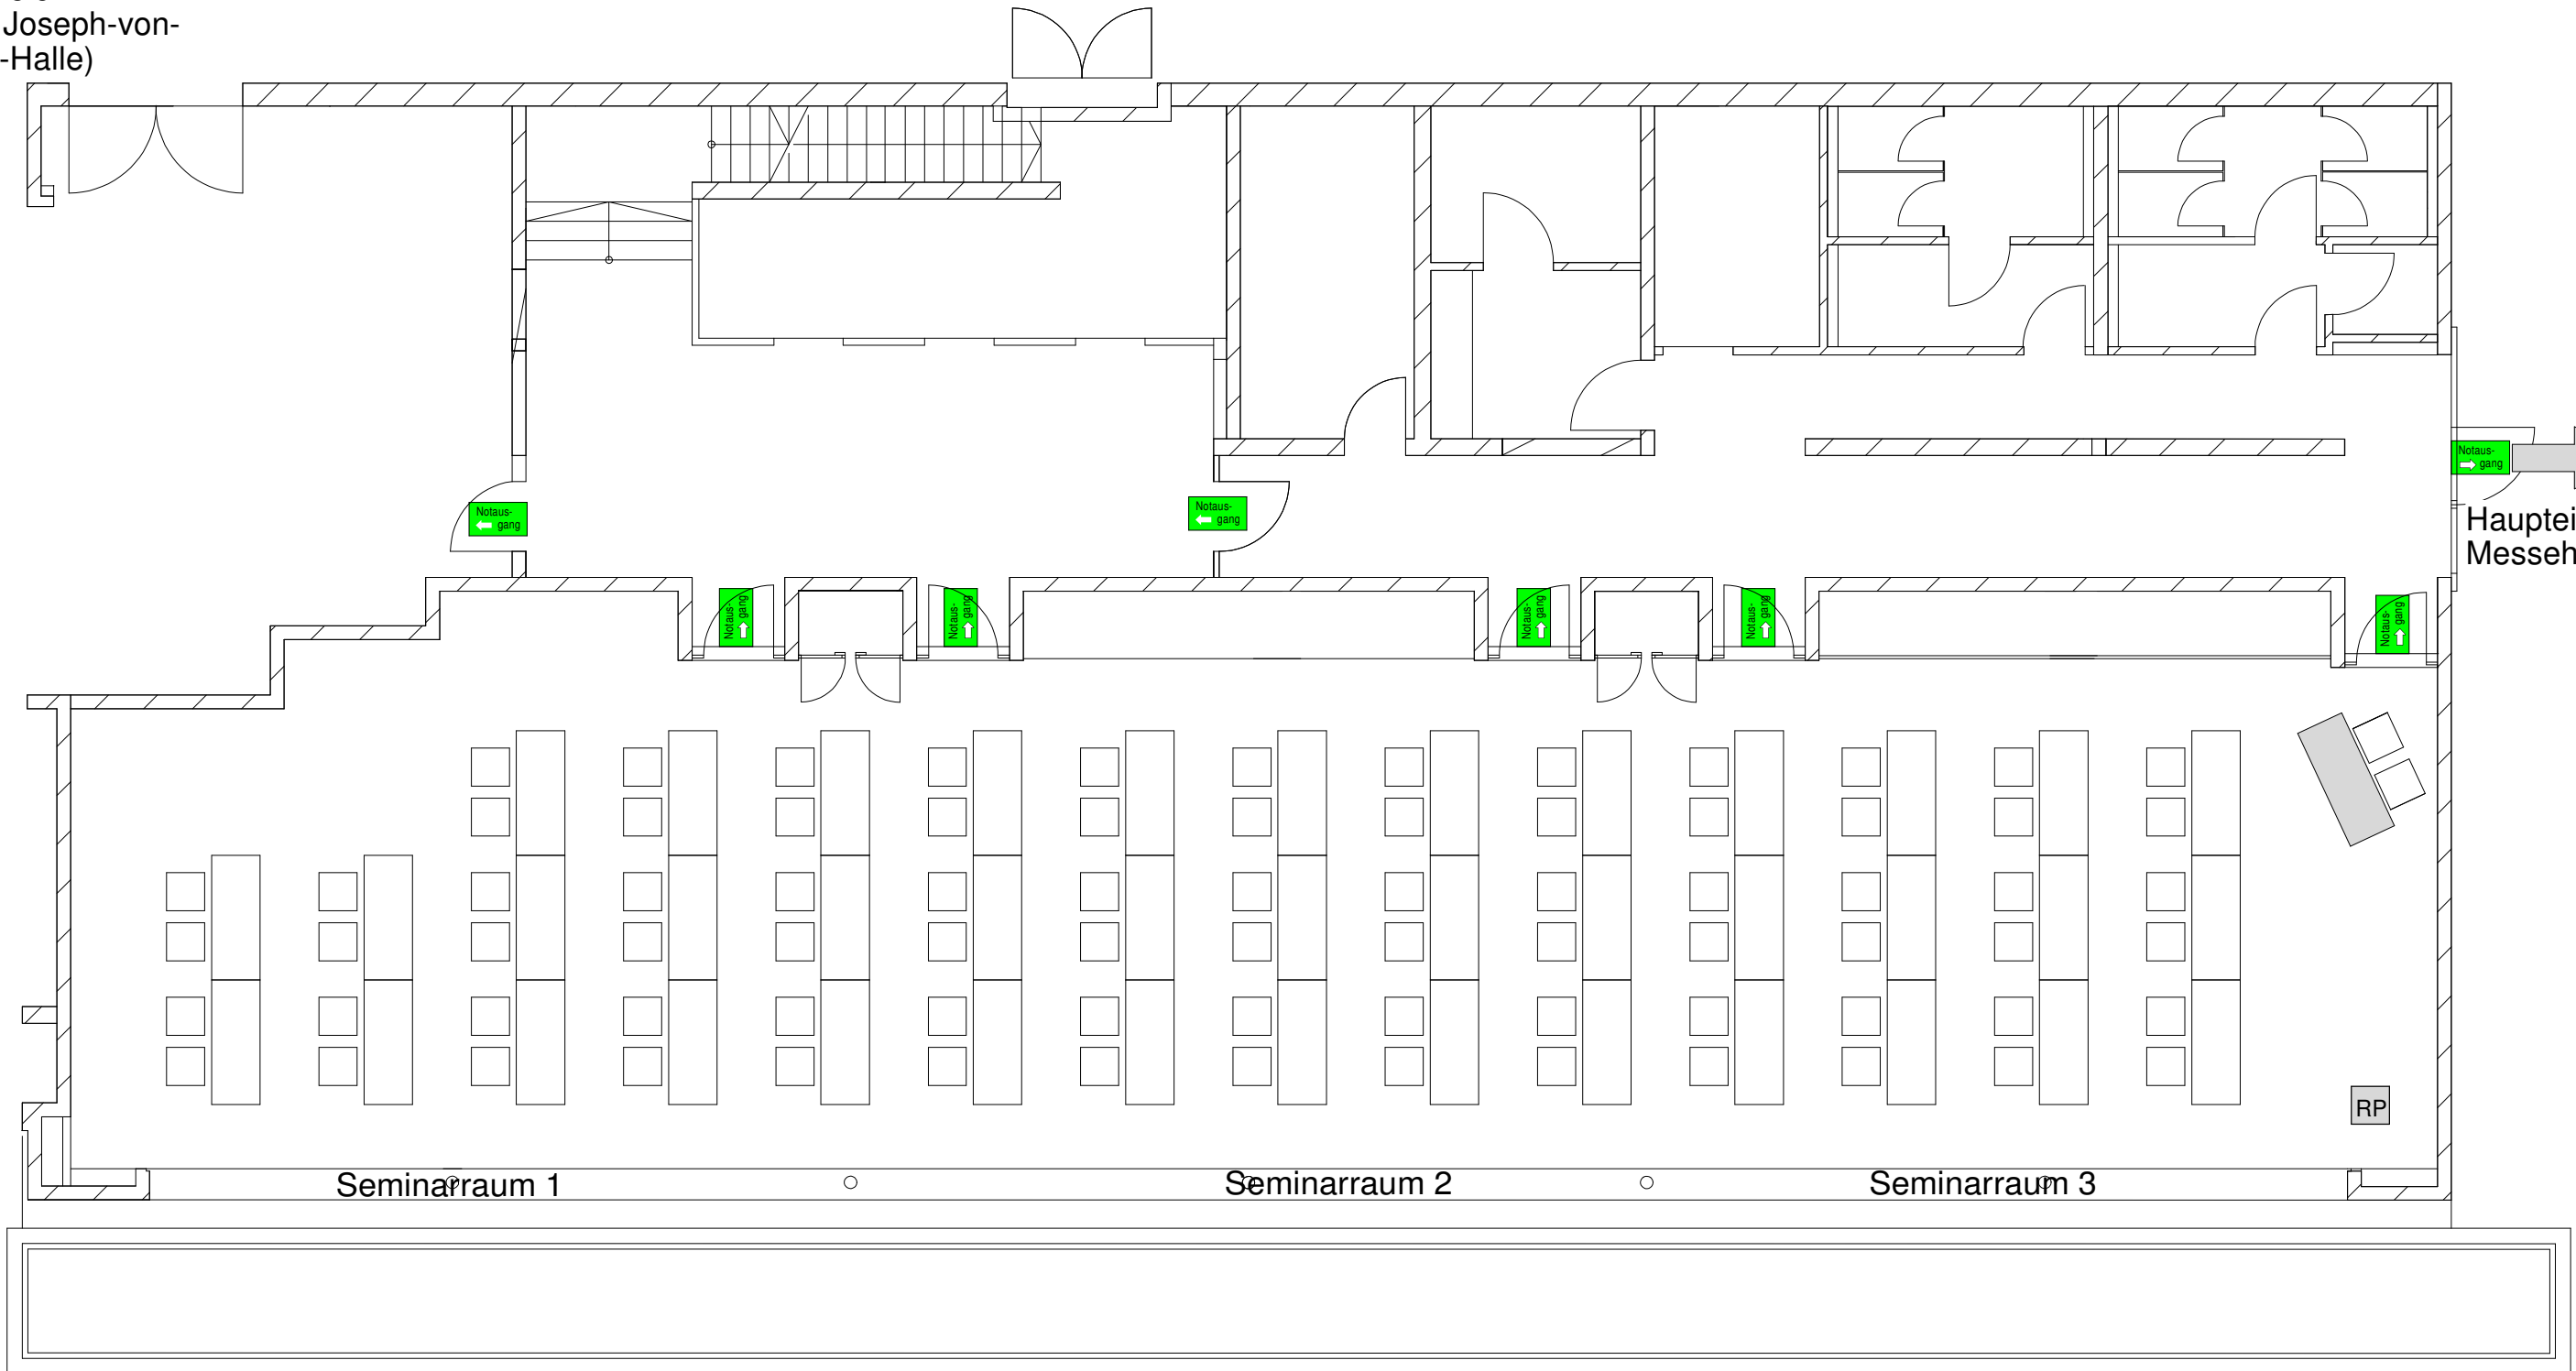 Joseph-von-
-Halle)
Notaus-
gang
Notaus-
gang
Notaus-
gang
Hauptei
Messeh
Notaus-
gang
Notaus-
gang
Notaus-
gang
Notaus-
gang
Notaus-
gang
RP
Seminarraum 1
Seminarraum 2
Seminarraum 3